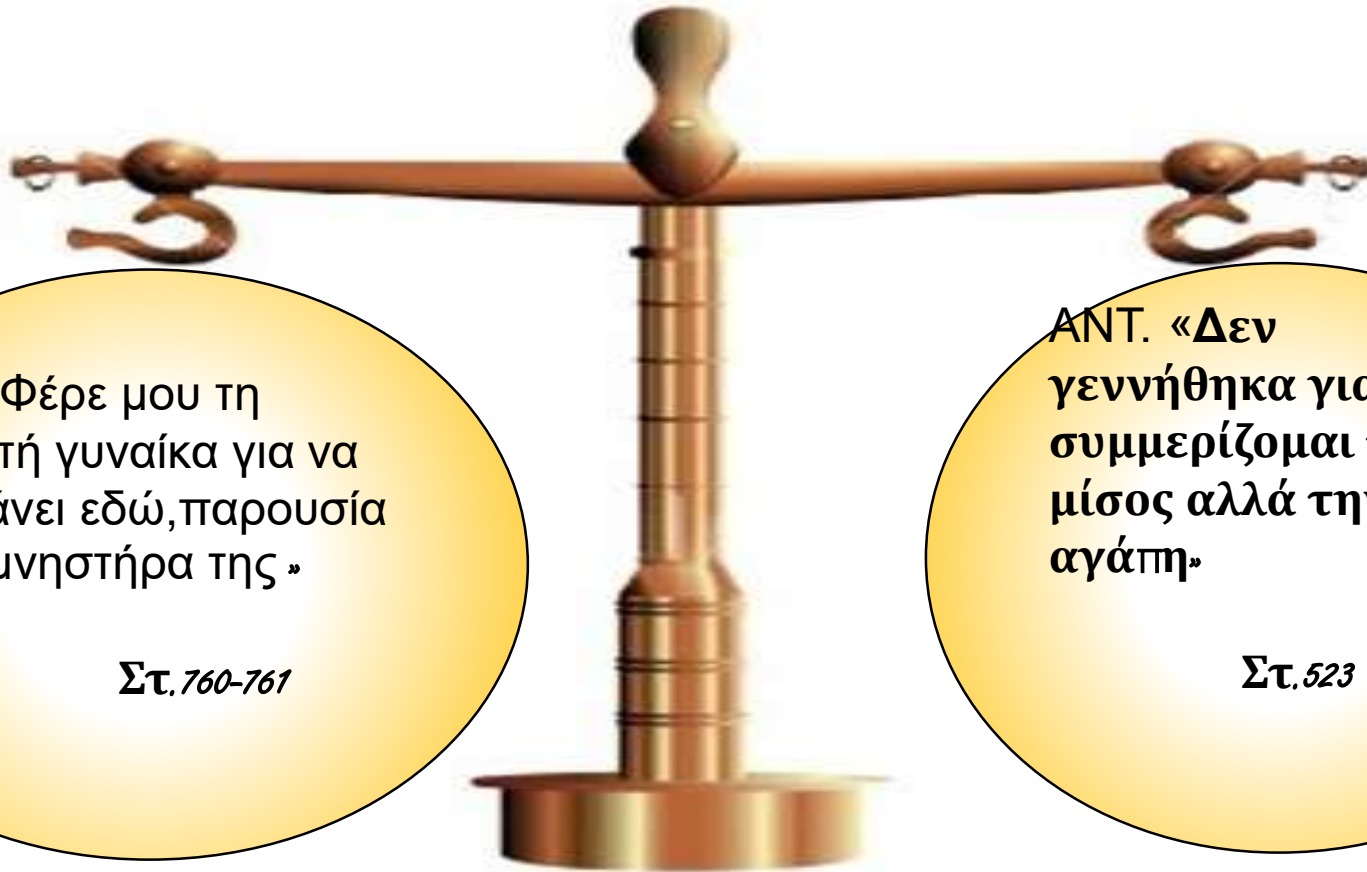 Φέρε μου τη
τή γυναίκα για να
άνει εδώ,παρουσία
μνηστήρα της »
Στ.760-761
ΑΝΤ. «Δεν
γεννήθηκα για
συμμερίζομαι
μίσος αλλά την
αγάπη»
Στ.523